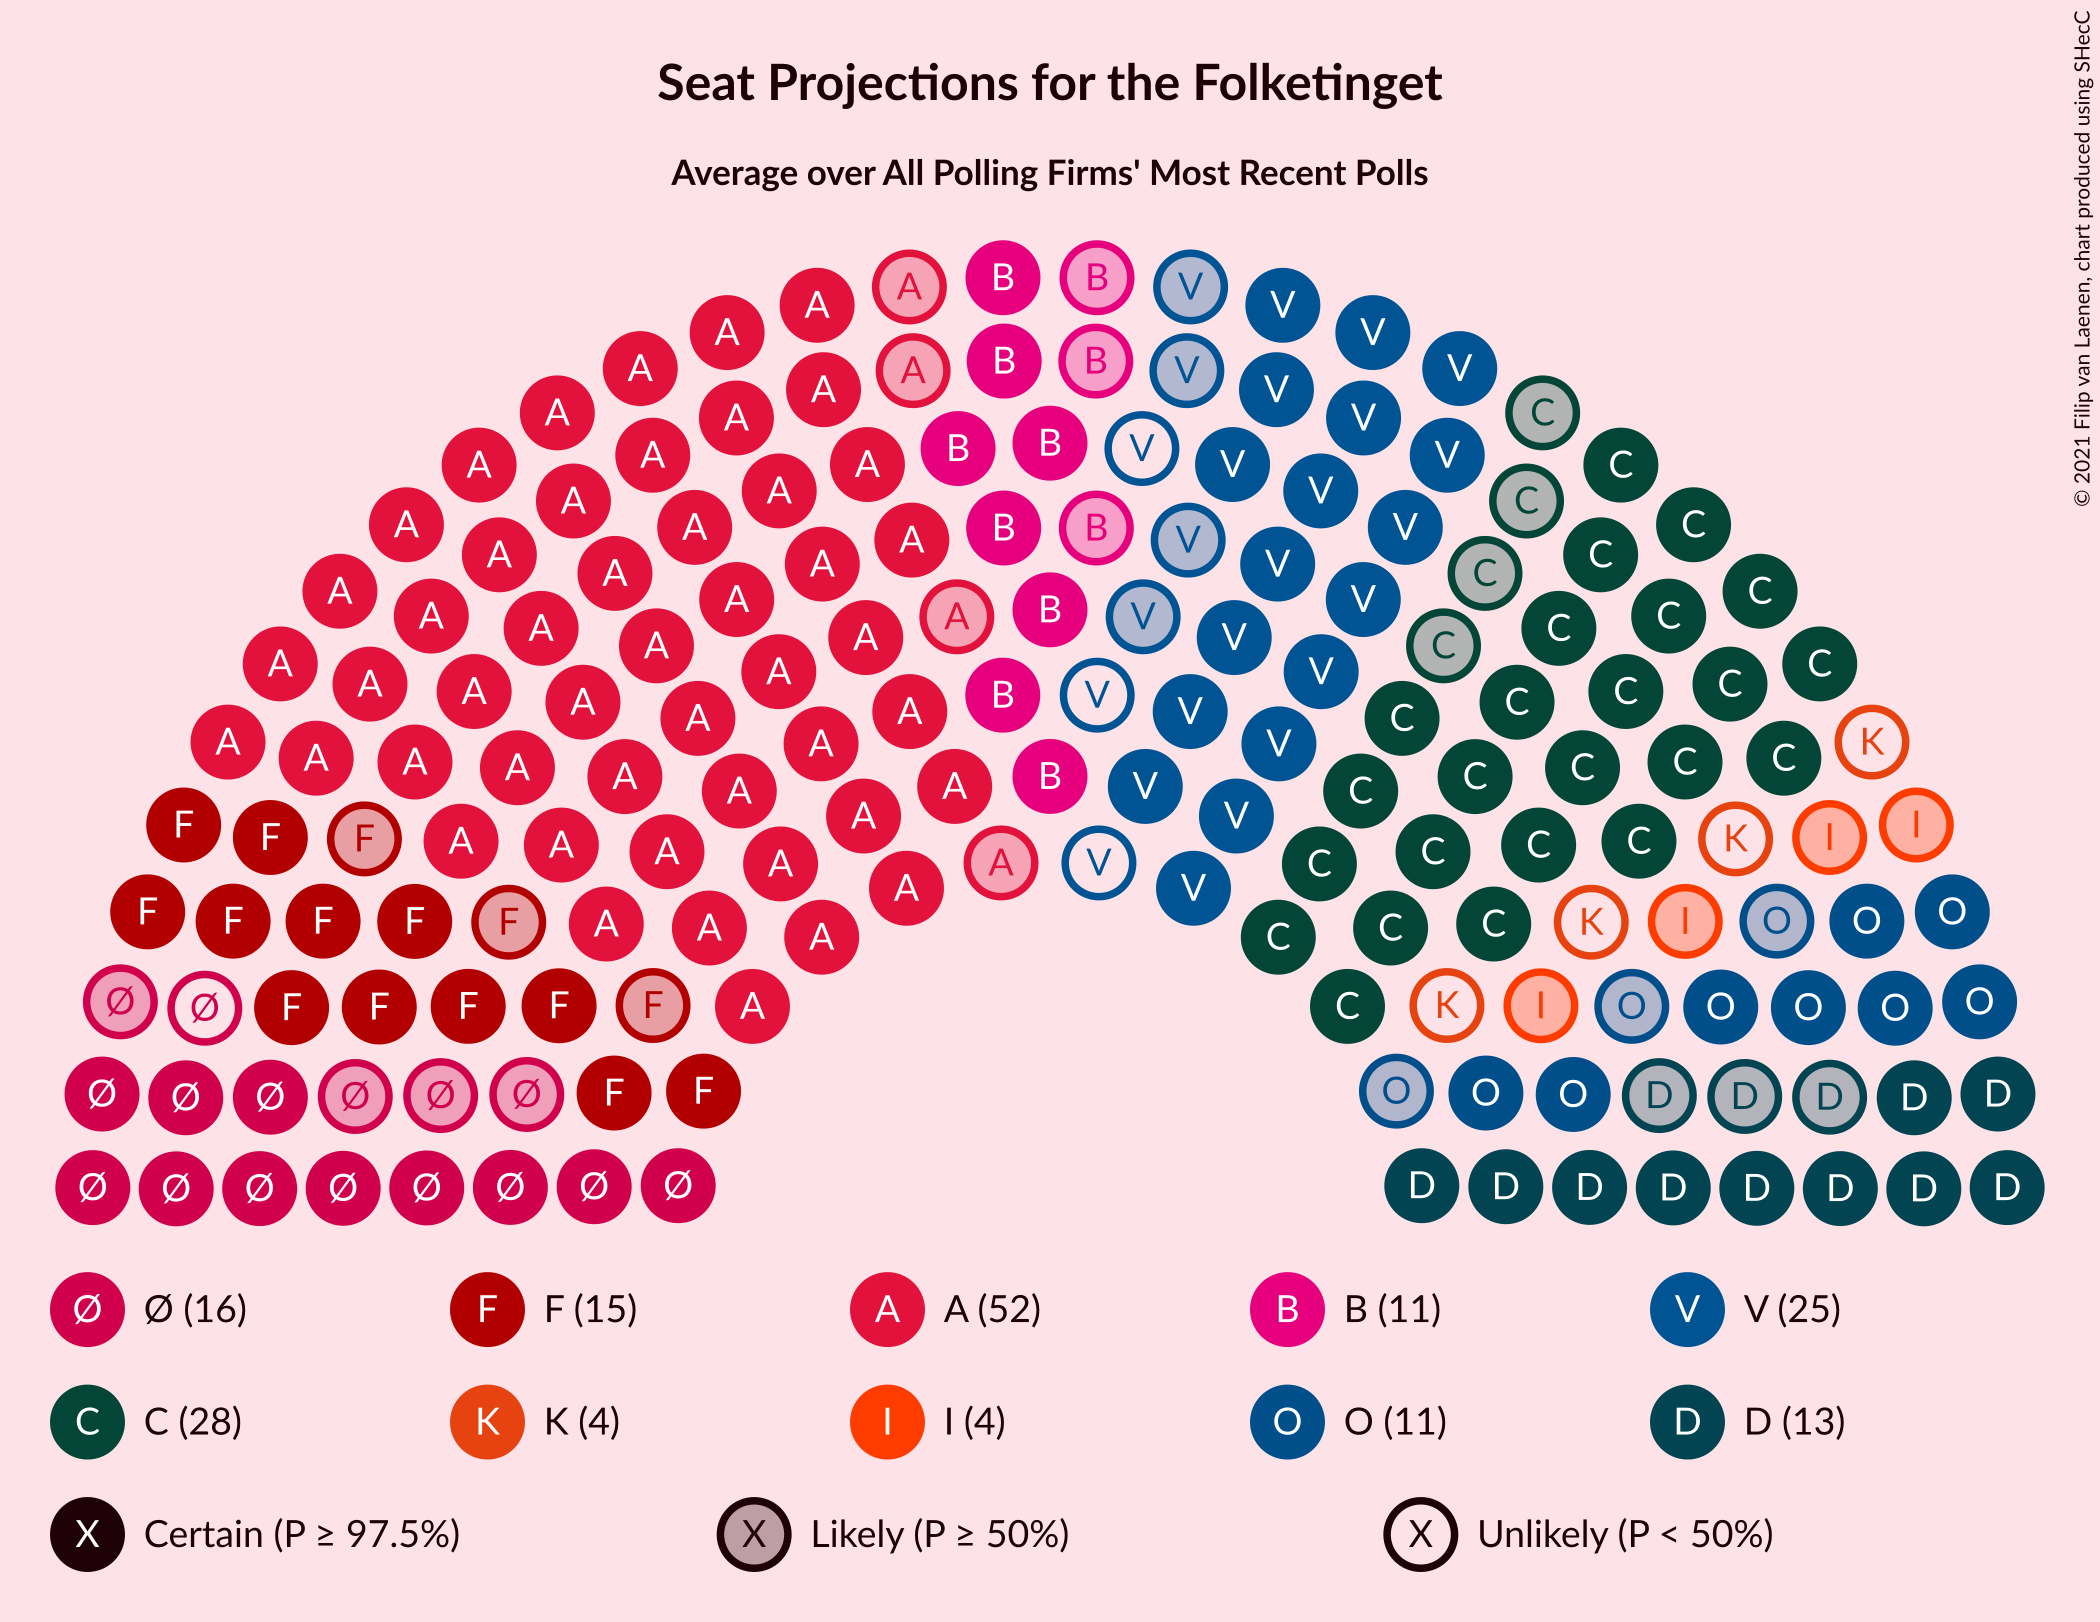 Seat Projections for the Folketinget
Average over All Polling Firms' Most Recent Polls
© 2021 Filip van Laenen, chart produced using SHecC
A A A B B V V V
A A A A A B B V V V V C
A A A A A B B V V V V C C
A A A A A A B B V V V C C C
A A A A A A A B V V V C C C C
A A A A A A A B V V V C C C C C
A A A A A A A A A B V V V C C C C C K
F F F A A A A A A V V C C C C K I I
F F F F F A A A C C C K I O O O
Ø Ø F F F F F A C K I O O O O O
Ø Ø Ø Ø Ø Ø F F O O O D D D D D
Ø Ø Ø Ø Ø Ø Ø Ø D D D D D D D D
Ø Ø (16) F F (15) A A (52) B B (11) V V (25)
C C (28) K K (4) I I (4) O O (11) D D (13)
X Certain (P ≥ 97.5%) X Likely (P ≥ 50%) X Unlikely (P < 50%)